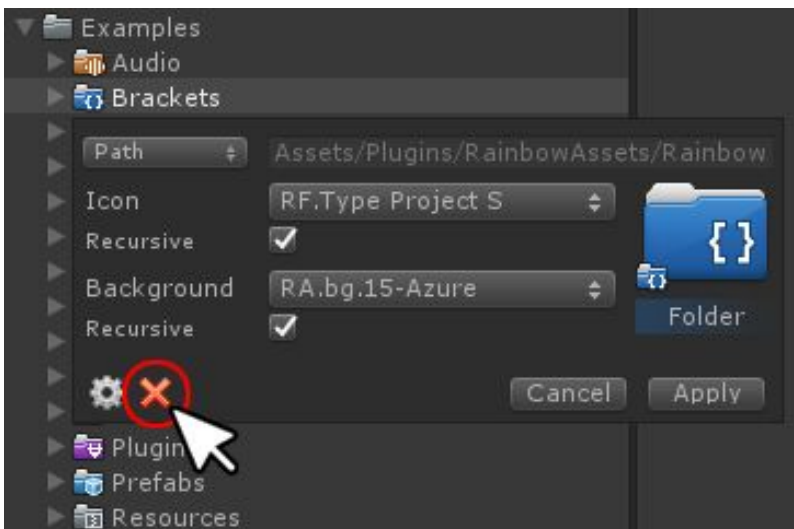 Examples
Audio
Brackets
Path Assets/Plugins/RainbowAssets/Rainbow
Icon RF.Type Project S
Recursive
Background RA.bg.15-Azure
Recursive
Folder
Cancel Apply
Plugin
Prefabs
Resources